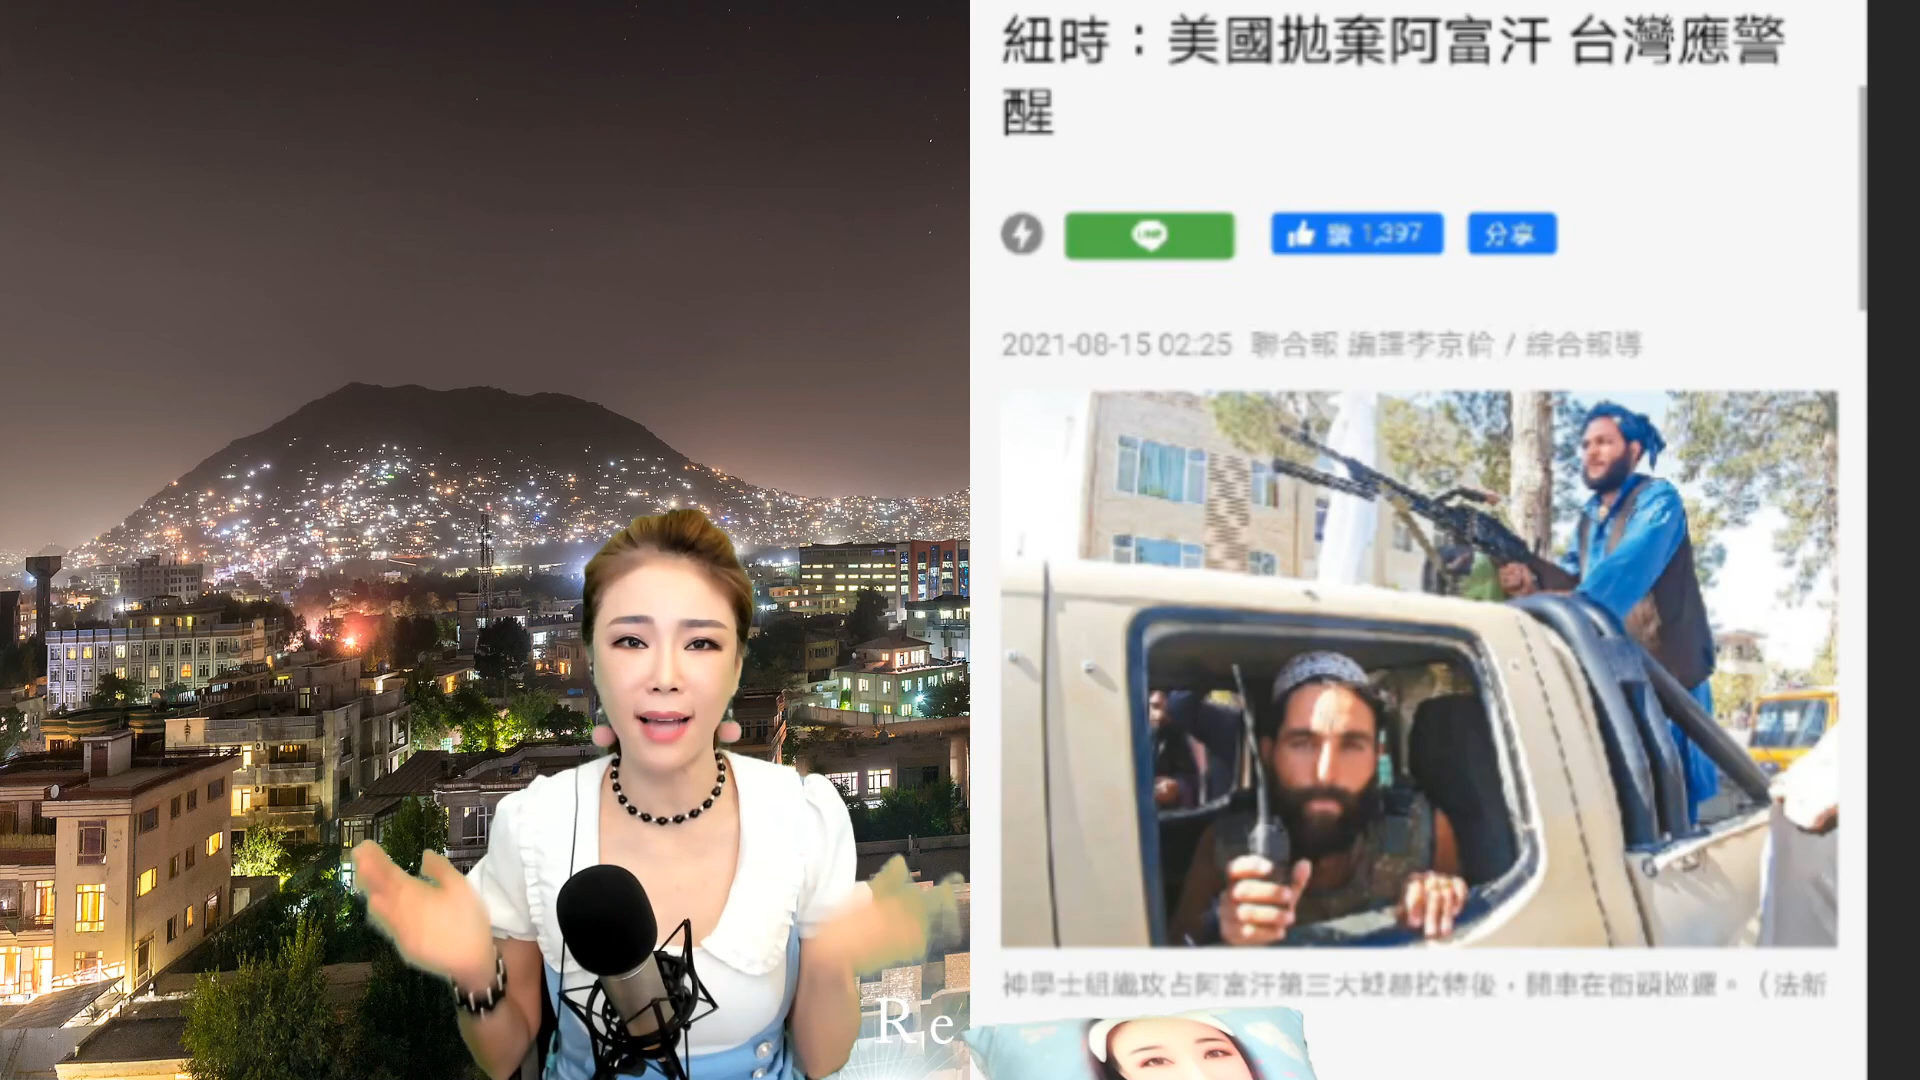 紐時：美國拋棄阿富汗 台灣應警
醒
LINE
讚 1,397
分享
2021-08-15 02:25 聯合報 編譯李京倫 / 綜合報導
神學士組織攻占阿富汗第三大城赫拉特後，開車在街頭巡邏。（法新
Re